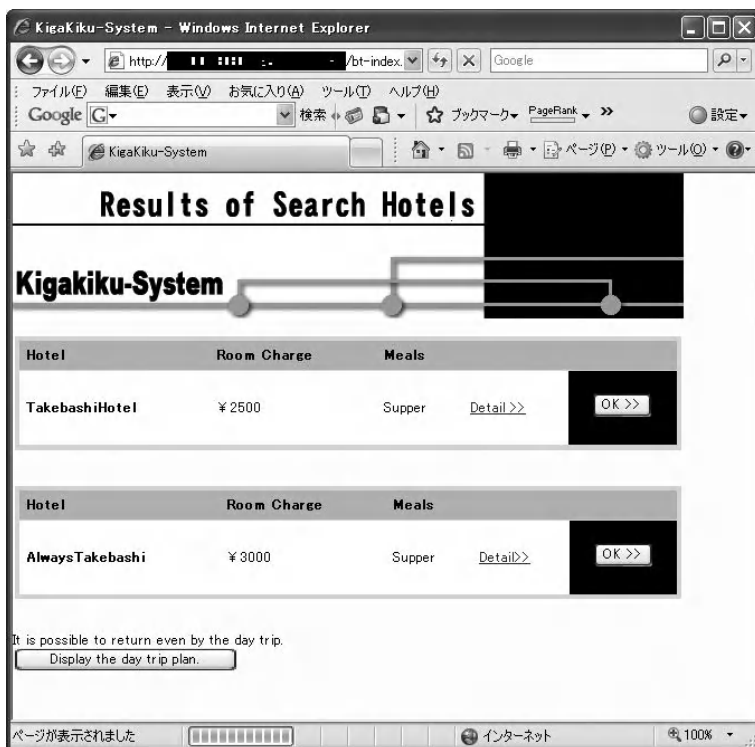 KigaKiku-System - Windows Internet Explorer
http:// /bt-index. Google
ファイル(F) 編集(E) 表示(V) お気に入り(A) ツール(T) ヘルプ(H)
Google G 検索 ブックマーク PageRank >> 設定
KigaKiku-System ページ(P) ツール(O)
Results of Search Hotels
Kigakiku-System
Hotel Room Charge Meals
TakebashiHotel ¥2500 Supper Detail >> OK >>
Hotel Room Charge Meals
AlwaysTakebashi ¥3000 Supper Detail>> OK >>
It is possible to return even by the day trip.
Display the day trip plan.
ページが表示されました インターネット 100%